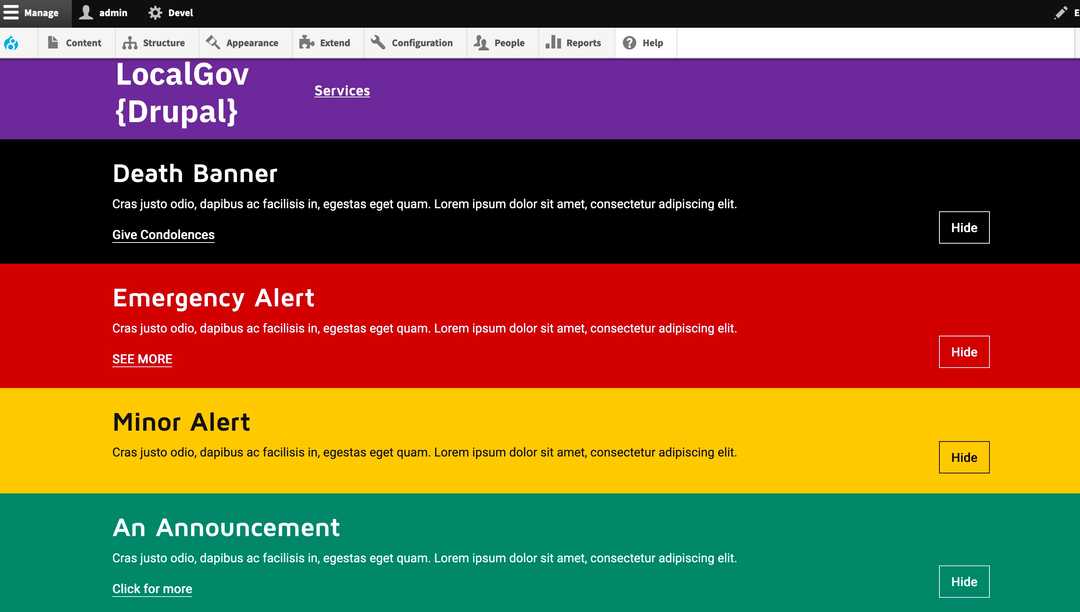 Manage admin Devel
Content Structure Appearance Extend Configuration People Reports Help
LocalGov
{Drupal}
Services
Death Banner
Cras justo odio, dapibus ac facilisis in, egestas eget quam. Lorem ipsum dolor sit amet, consectetur adipiscing elit.
Give Condolences
Hide
Emergency Alert
Cras justo odio, dapibus ac facilisis in, egestas eget quam. Lorem ipsum dolor sit amet, consectetur adipiscing elit.
SEE MORE
Hide
Minor Alert
Cras justo odio, dapibus ac facilisis in, egestas eget quam. Lorem ipsum dolor sit amet, consectetur adipiscing elit.
Hide
An Announcement
Cras justo odio, dapibus ac facilisis in, egestas eget quam. Lorem ipsum dolor sit amet, consectetur adipiscing elit.
Click for more
Hide